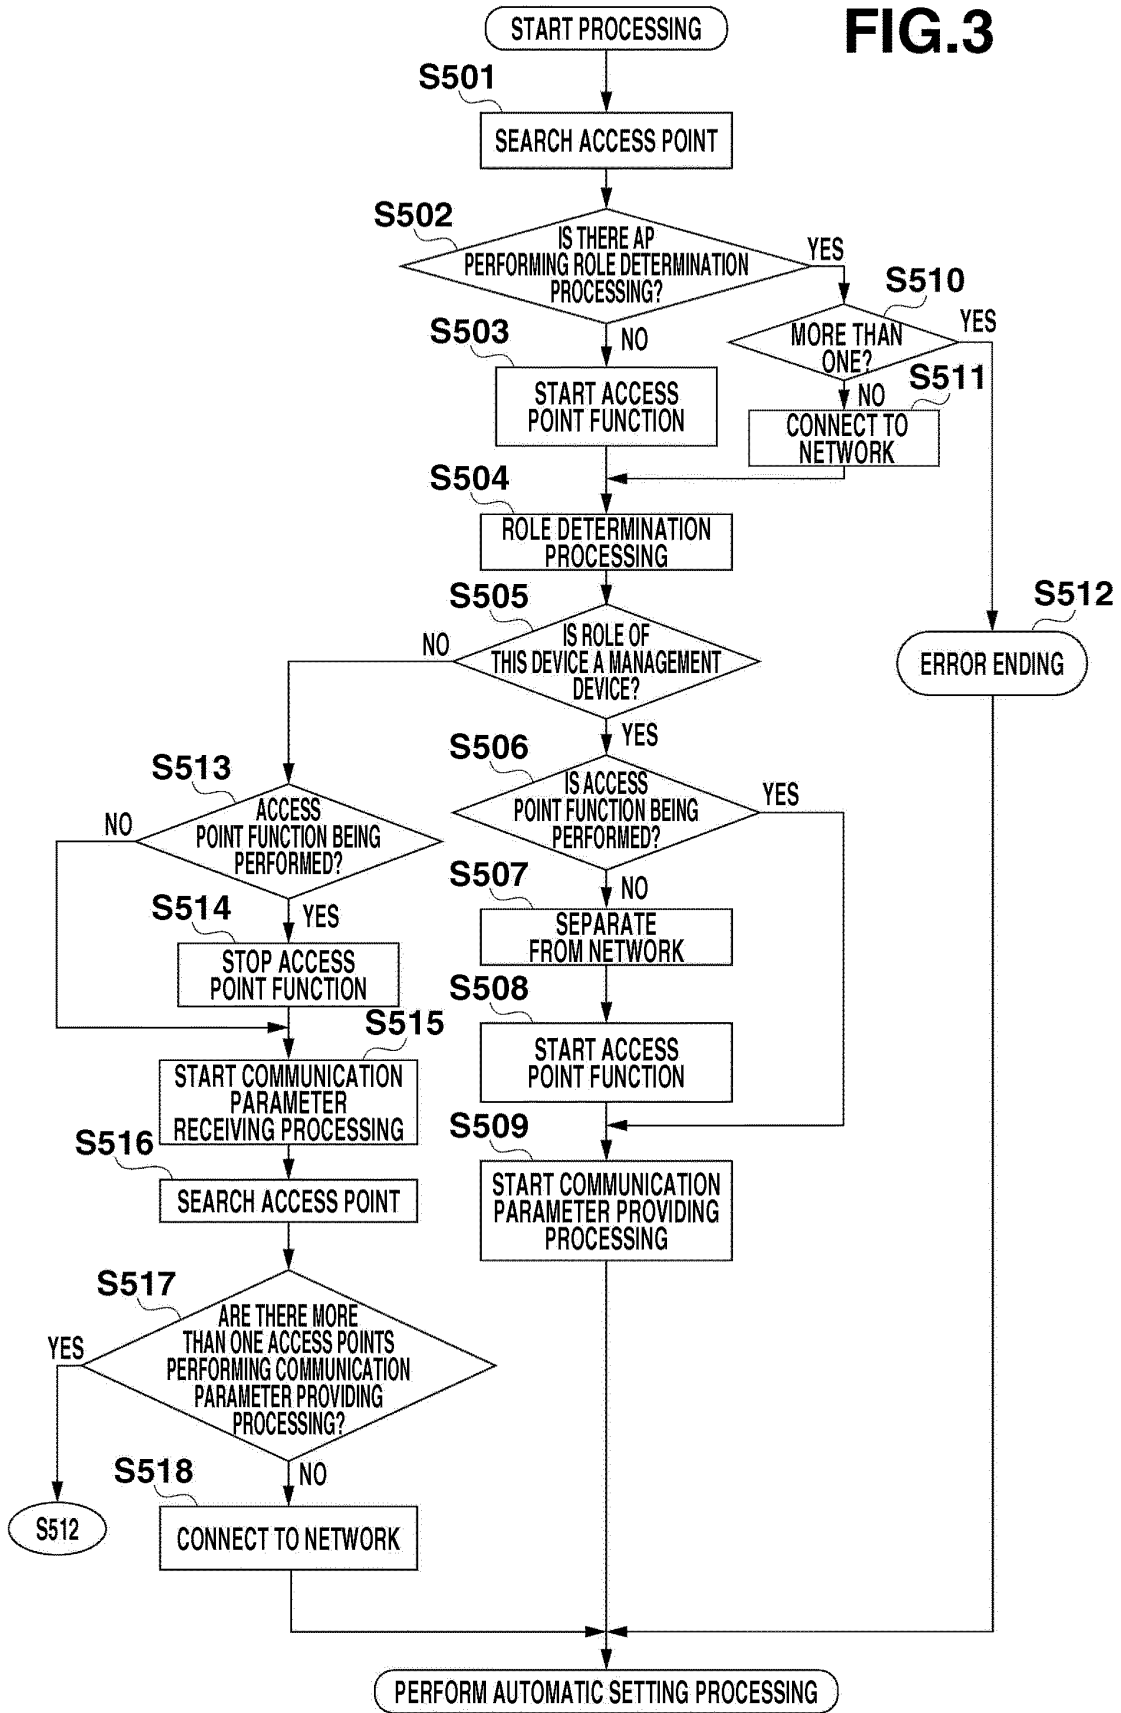 START PROCESSING
FIG.3
S501
SEARCH ACCESS POINT
S502
IS THERE AP
PERFORMING ROLE DETERMINATION
PROCESSING?
YES
NO
S510
MORE THAN
ONE?
YES
NO
S503
START ACCESS
POINT FUNCTION
S511
CONNECT TO
NETWORK
S504
ROLE DETERMINATION
PROCESSING
S505
IS ROLE OF
THIS DEVICE A MANAGEMENT
DEVICE?
NO
YES
S512
ERROR ENDING
S506
IS ACCESS
POINT FUNCTION BEING
PERFORMED?
YES
NO
S513
ACCESS
POINT FUNCTION BEING
PERFORMED?
NO
YES
S507
SEPARATE
FROM NETWORK
S514
STOP ACCESS
POINT FUNCTION
S508
START ACCESS
POINT FUNCTION
S515
START COMMUNICATION
PARAMETER
RECEIVING PROCESSING
S509
START COMMUNICATION
PARAMETER PROVIDING
PROCESSING
S516
SEARCH ACCESS POINT
S517
ARE THERE MORE
THAN ONE ACCESS POINTS
PERFORMING COMMUNICATION
PARAMETER PROVIDING
PROCESSING?
YES
NO
S512
S518
CONNECT TO NETWORK
PERFORM AUTOMATIC SETTING PROCESSING